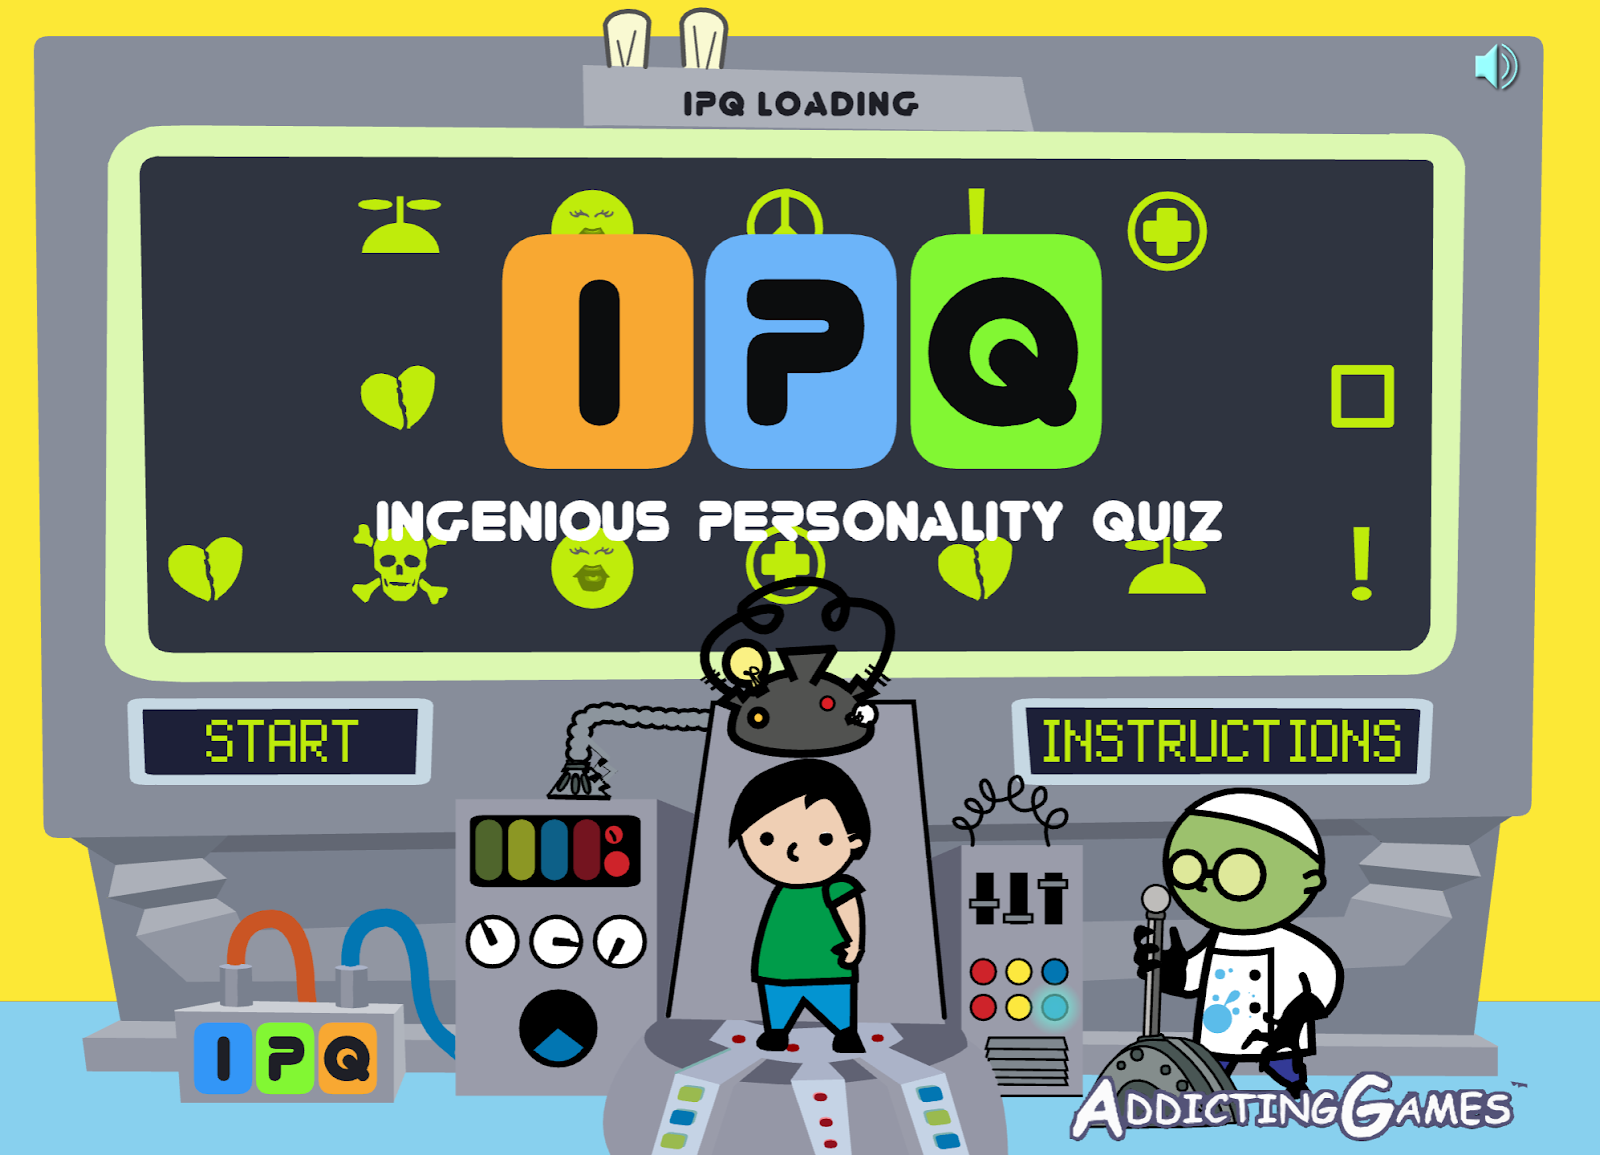 IPQ LOADING
IPQ
INGENIOUS PERSONALITY QUIZ
START
INSTRUCTIONS
IPQ
ADDICTINGGAMES